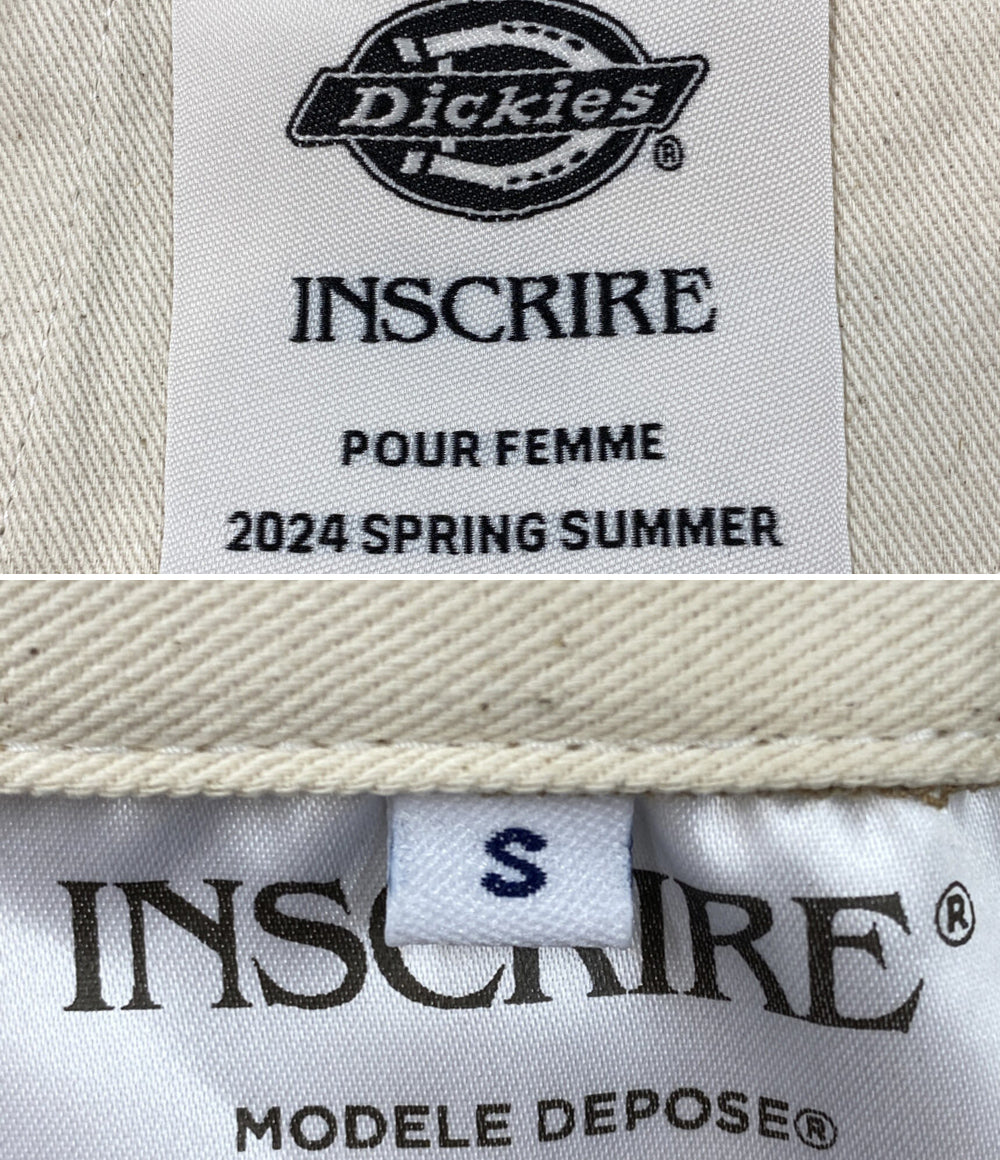 Dickies®
INSCRIRE
POUR FEMME
2024 SPRING SUMMER
S
INSCRIRE®
MODELE DEPOSE®